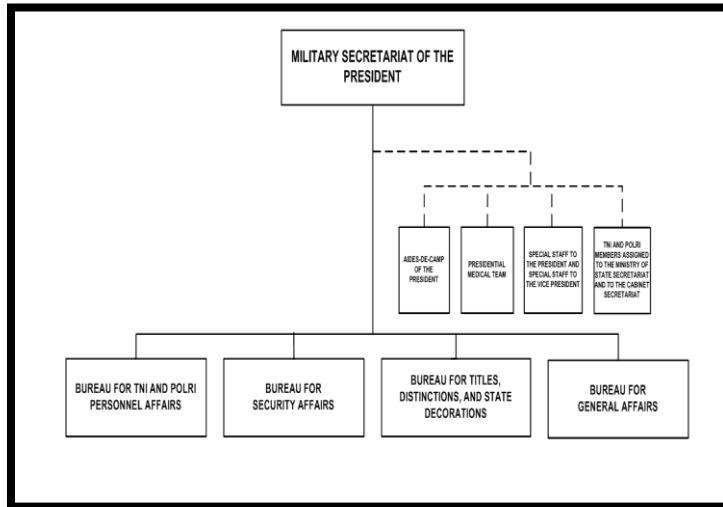 MILITARY SECRETARIAT OF THE
PRESIDENT
AIDES-DE-CAMP
OF THE
PRESIDENT
PRESIDENTIAL
MEDICAL TEAM
SPECIAL STAFF TO
THE PRESIDENT AND
SPECIAL STAFF TO
THE VICE PRESIDENT
TNI AND POLRI
MEMBERS ASSIGNED
TO THE MINISTRY OF
STATE SECRETARIAT
AND TO THE CABINET
SECRETARIAT
BUREAU FOR TNI AND POLRI
PERSONNEL AFFAIRS
BUREAU FOR
SECURITY AFFAIRS
BUREAU FOR TITLES,
DISTINCTIONS, AND STATE
DECORATIONS
BUREAU FOR
GENERAL AFFAIRS